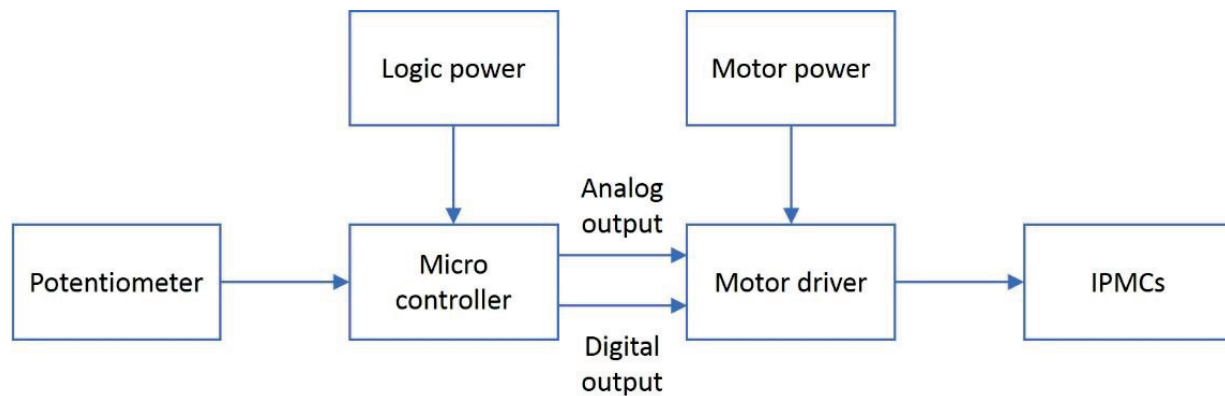 Logic power
Motor power
Analog
output
Potentiometer
Micro
controller
Motor driver
IPMCs
Digital
output